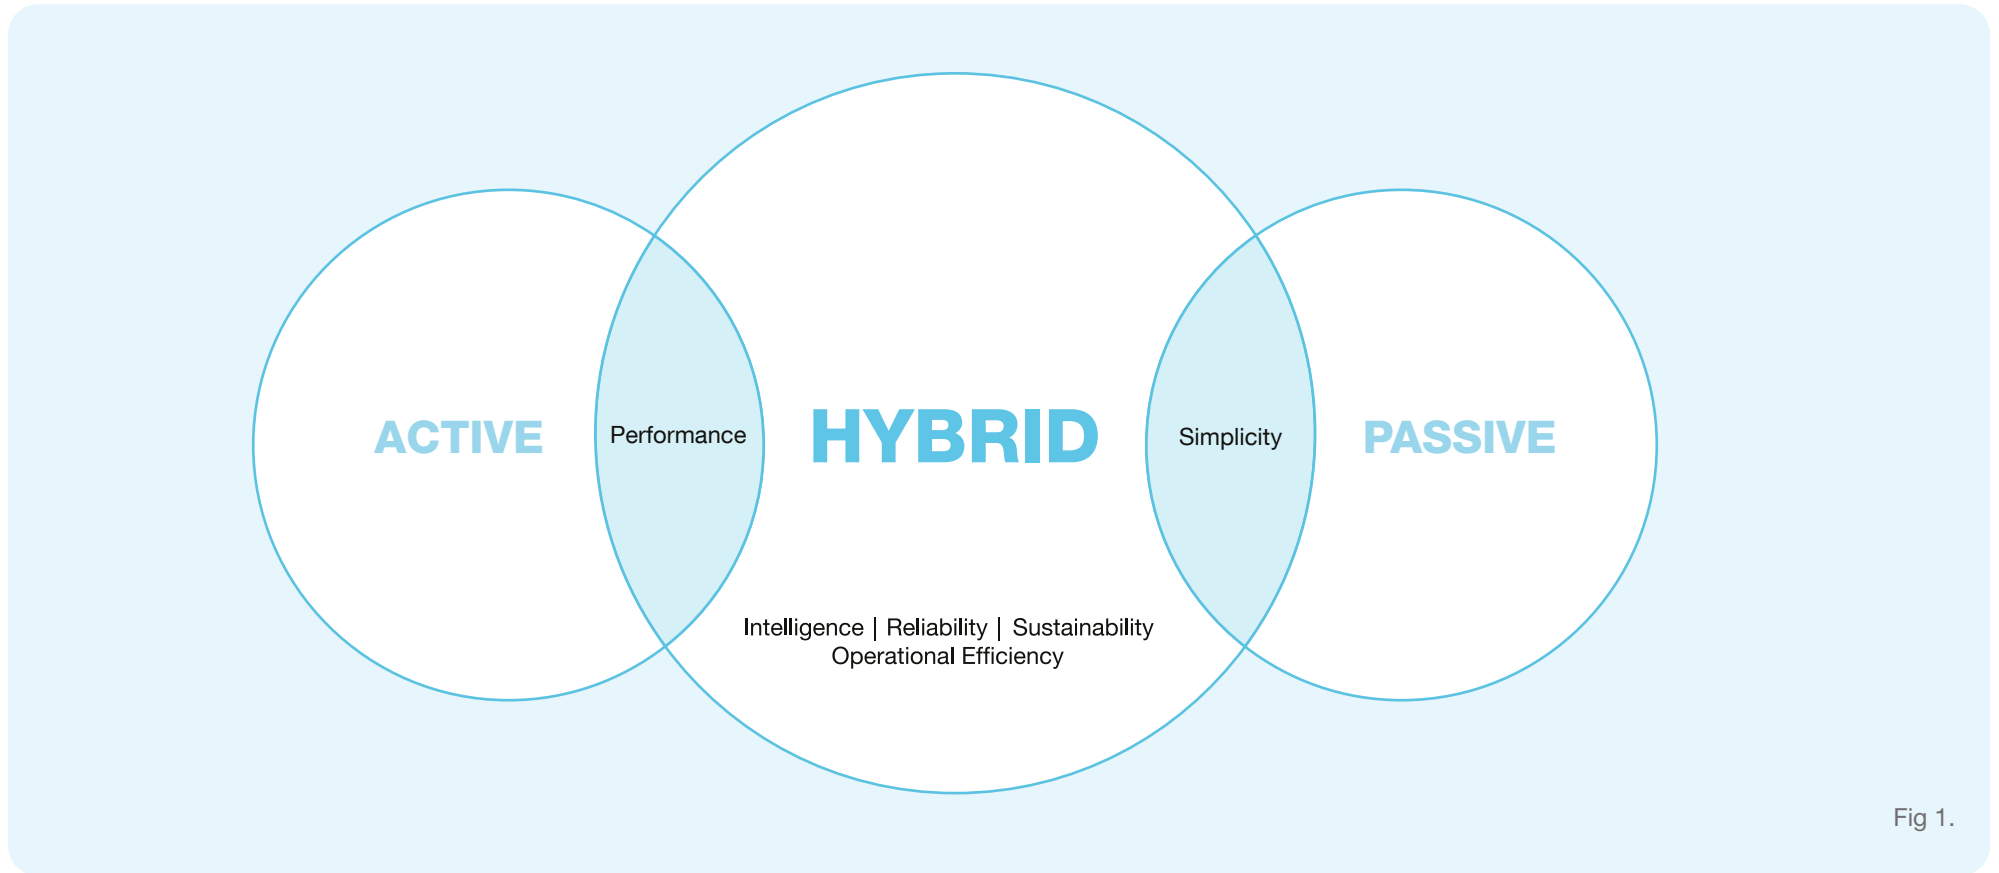 ACTIVE
Performance
HYBRID
Simplicity
PASSIVE
Intelligence | Reliability | Sustainability
Operational Efficiency
Fig 1.